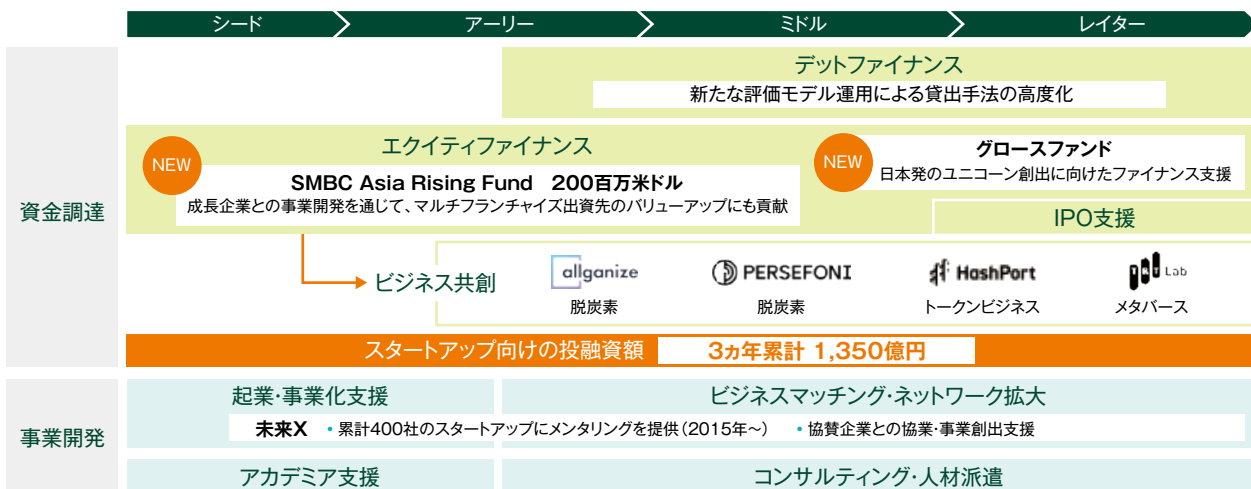 シード
アーリー
ミドル
レイター
資金調達
デットファイナンス
新たな評価モデル運用による貸出手法の高度化
NEW
エクイティファイナンス
SMBC Asia Rising Fund　200百万米ドル
成長企業との事業開発を通じて、マルチフランチャイズ出資先のバリューアップにも貢献
NEW
グロースファンド
日本発のユニコーン創出に向けたファイナンス支援
IPO支援
ビジネス共創
allganize
脱炭素
PERSEFONI
脱炭素
HashPort
トークンビジネス
Lab
メタバース
スタートアップ向けの投融資額
3ヵ年累計 1,350億円
事業開発
起業・事業化支援
ビジネスマッチング・ネットワーク拡大
未来X ・累計400社のスタートアップにメンタリングを提供（2015年～） ・協賛企業との協業・事業創出支援
アカデミア支援
コンサルティング・人材派遣